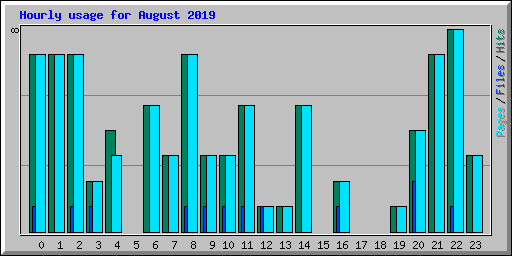 Hourly usage for August 2019
8
Pages/Files/Hits
0 1 2 3 4 5 6 7 8 9 10 11 12 13 14 15 16 17 18 19 20 21 22 23